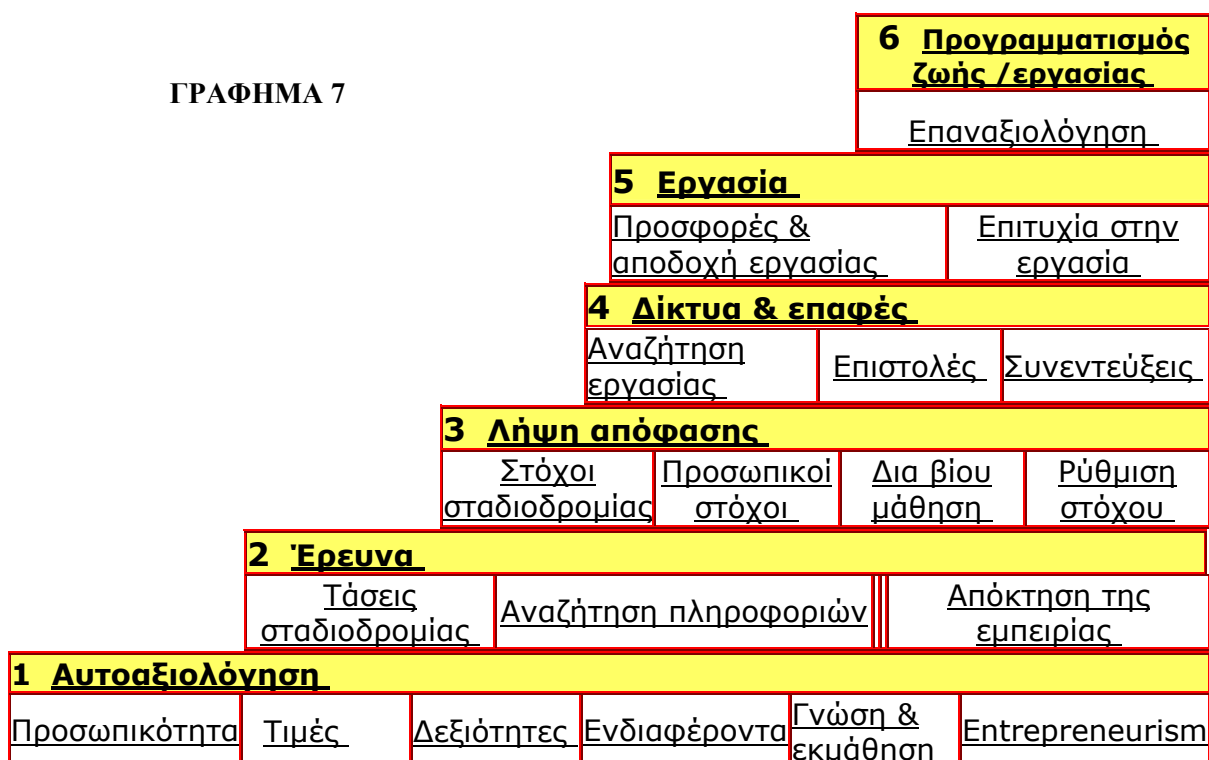 6 Προγραμματισμός
ζωής /εργασίας
ΓΡΑΦΗΜΑ 7
Επαναξιολόγηση
5 Εργασία
Προσφορές &
αποδοχή εργασίας
Επιτυχία στην
εργασία
4 Δίκτυα & επαφές
Αναζήτηση
εργασίας
Επιστολές
Συνεντεύξεις
3 Λήψη απόφασης
Στόχοι
σταδιοδρομίας
Προσωπικοί
στόχοι
Δια βίου
μάθηση
Ρύθμιση
στόχου
2 Έρευνα
Τάσεις
σταδιοδρομίας
Αναζήτηση πληροφοριών
Απόκτηση της
εμπειρίας
1 Αυτοαξιολόγηση
Προσωπικότητα
Τιμές
Δεξιότητες
Ενδιαφέροντα
Γνώση &
εκμάθηση
Entrepreneurism